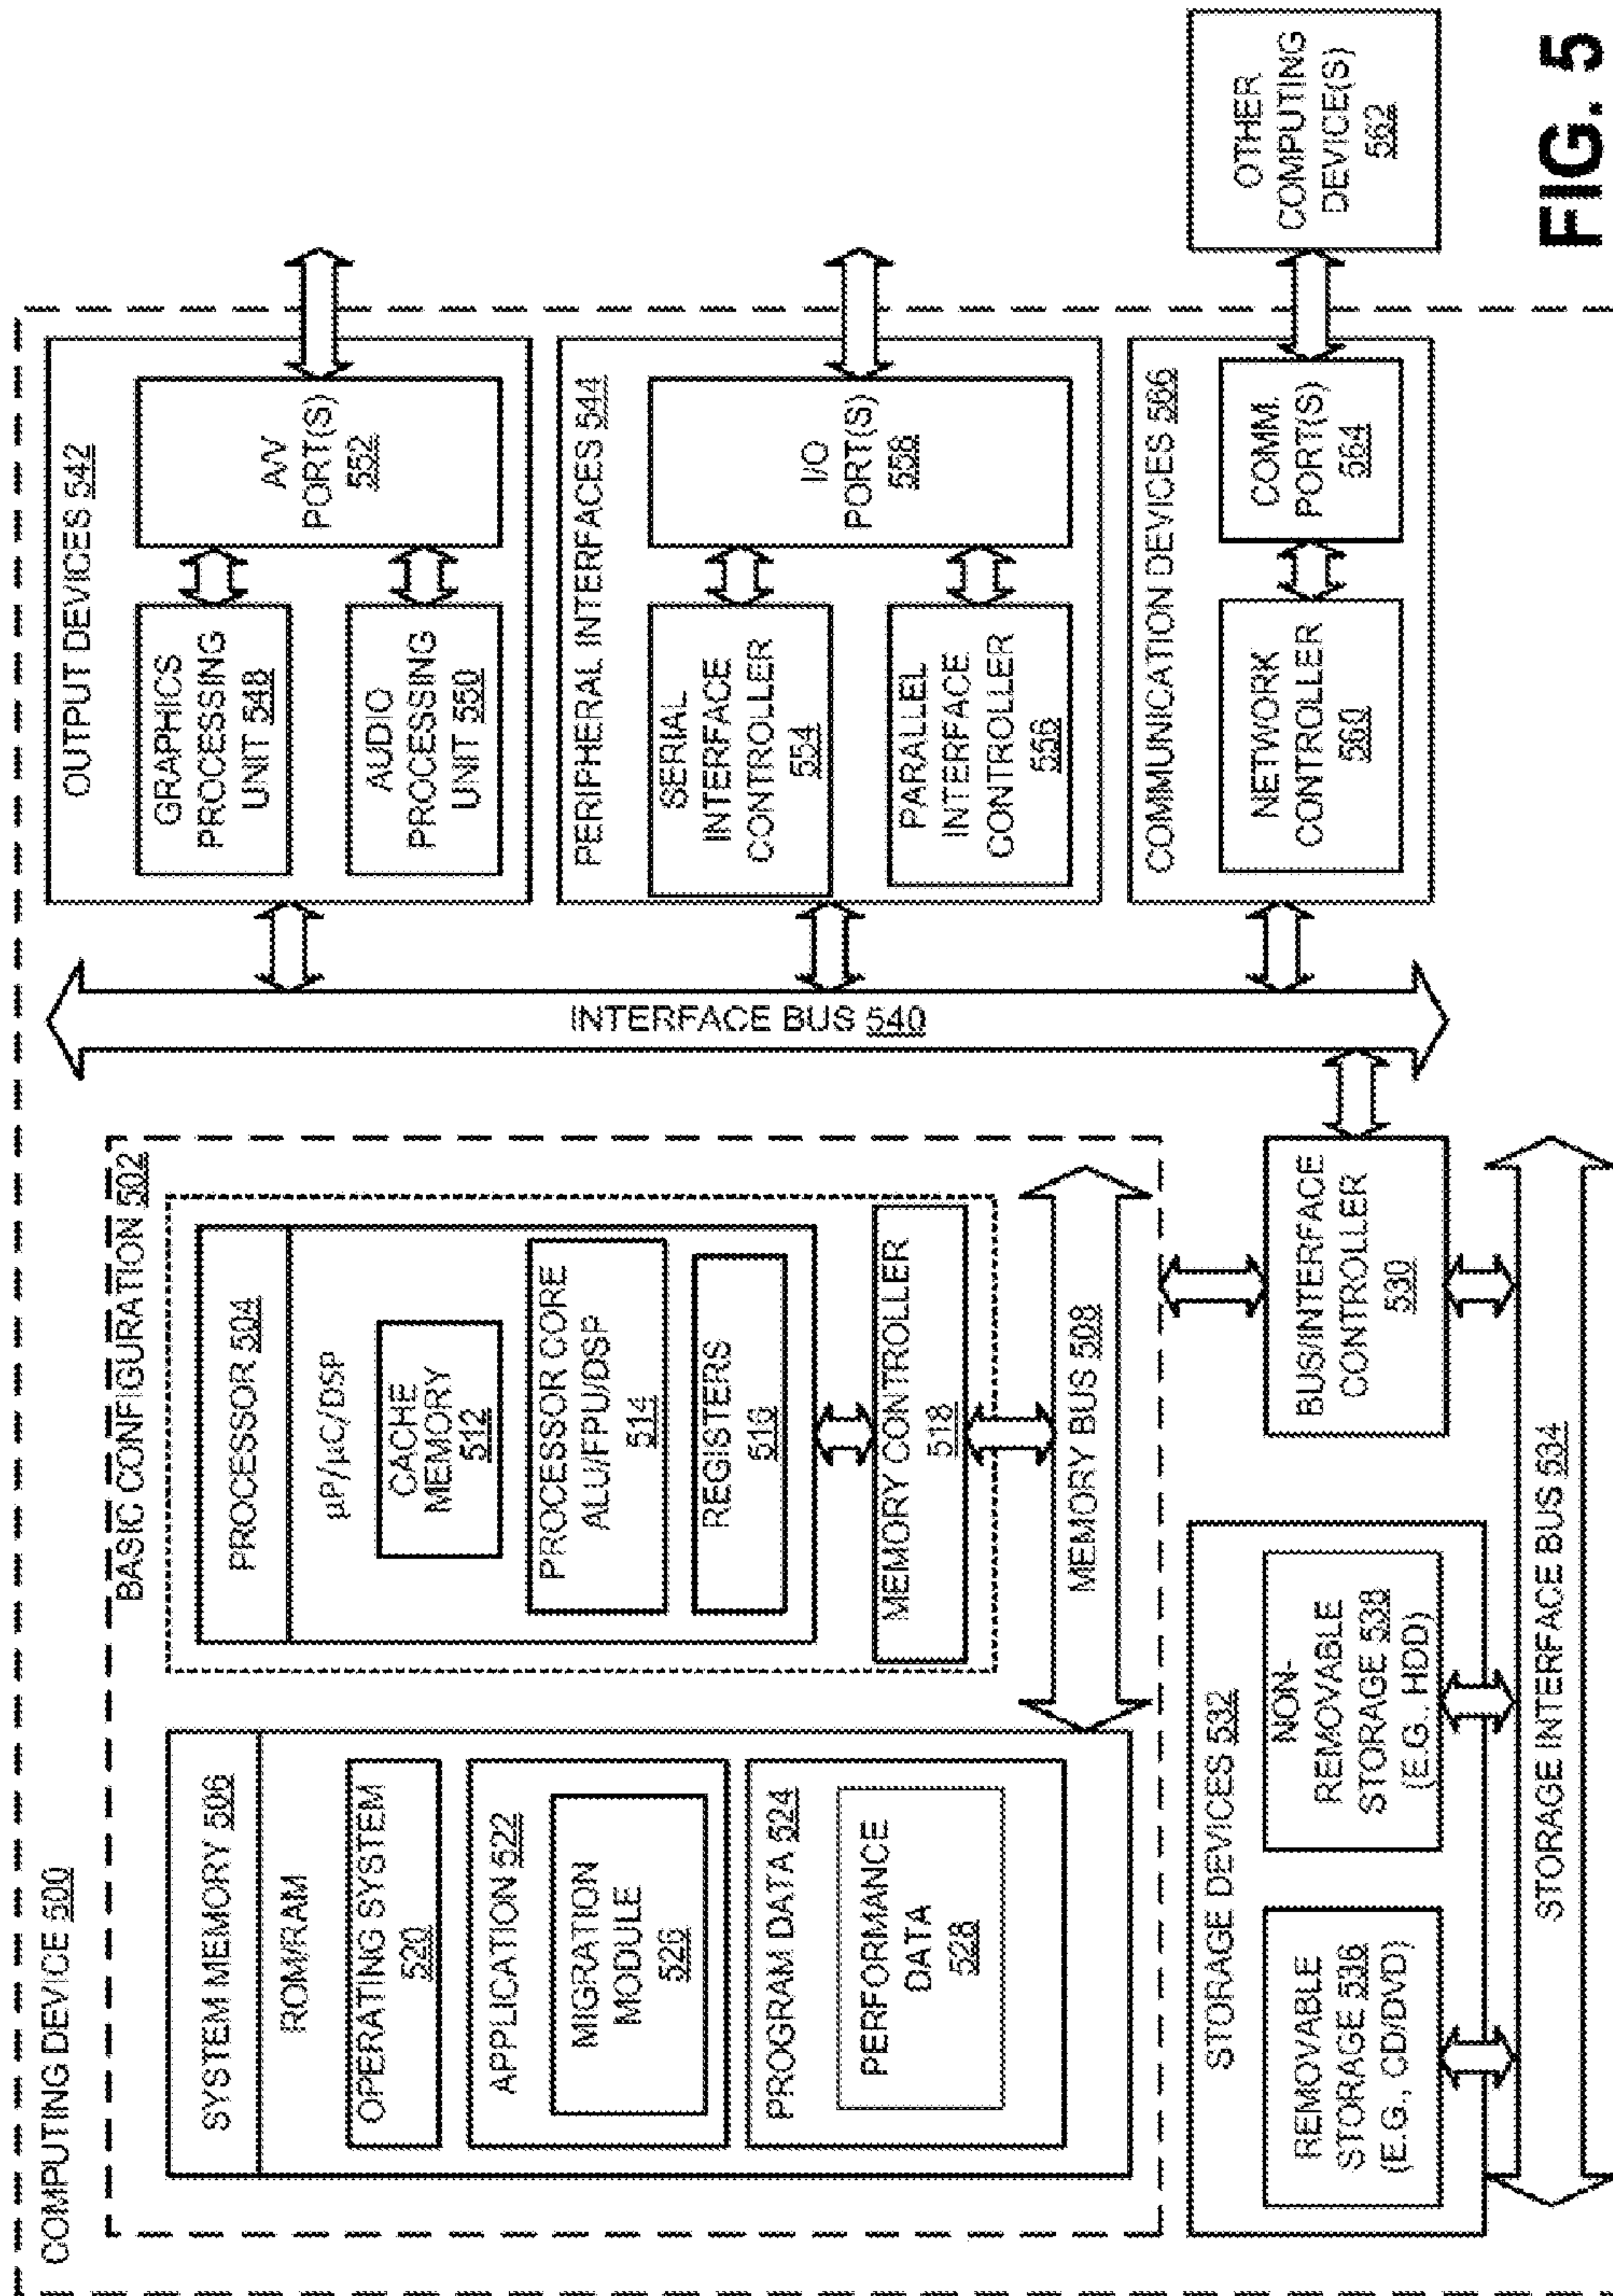 COMPUTING DEVICE 500
BASIC CONFIGURATION 502
SYSTEM MEMORY 506
ROM/RAM
OPERATING SYSTEM
520
APPLICATION 522
MIGRATION
MODULE
526
PROGRAM DATA 524
PERFORMANCE
DATA
528
PROCESSOR 504
µP/µC/DSP
CACHE
MEMORY
512
PROCESSOR CORE
ALU/FPU/DSP
514
REGISTERS
516
MEMORY CONTROLLER
518
MEMORY BUS 508
STORAGE DEVICES 532
REMOVABLE
STORAGE 536
(E.G., CD/DVD)
NON-
REMOVABLE
STORAGE 538
(E.G., HDD)
BUS/INTERFACE
CONTROLLER
530
STORAGE INTERFACE BUS 534
INTERFACE BUS 540
OUTPUT DEVICES 542
GRAPHICS
PROCESSING
UNIT 548
AUDIO
PROCESSING
UNIT 550
A/V
PORT(S)
552
PERIPHERAL INTERFACES 544
SERIAL
INTERFACE
CONTROLLER
554
PARALLEL
INTERFACE
CONTROLLER
556
I/O
PORT(S)
558
COMMUNICATION DEVICES 566
NETWORK
CONTROLLER
560
COMM.
PORT(S)
564
OTHER
COMPUTING
DEVICE(S)
562
FIG. 5